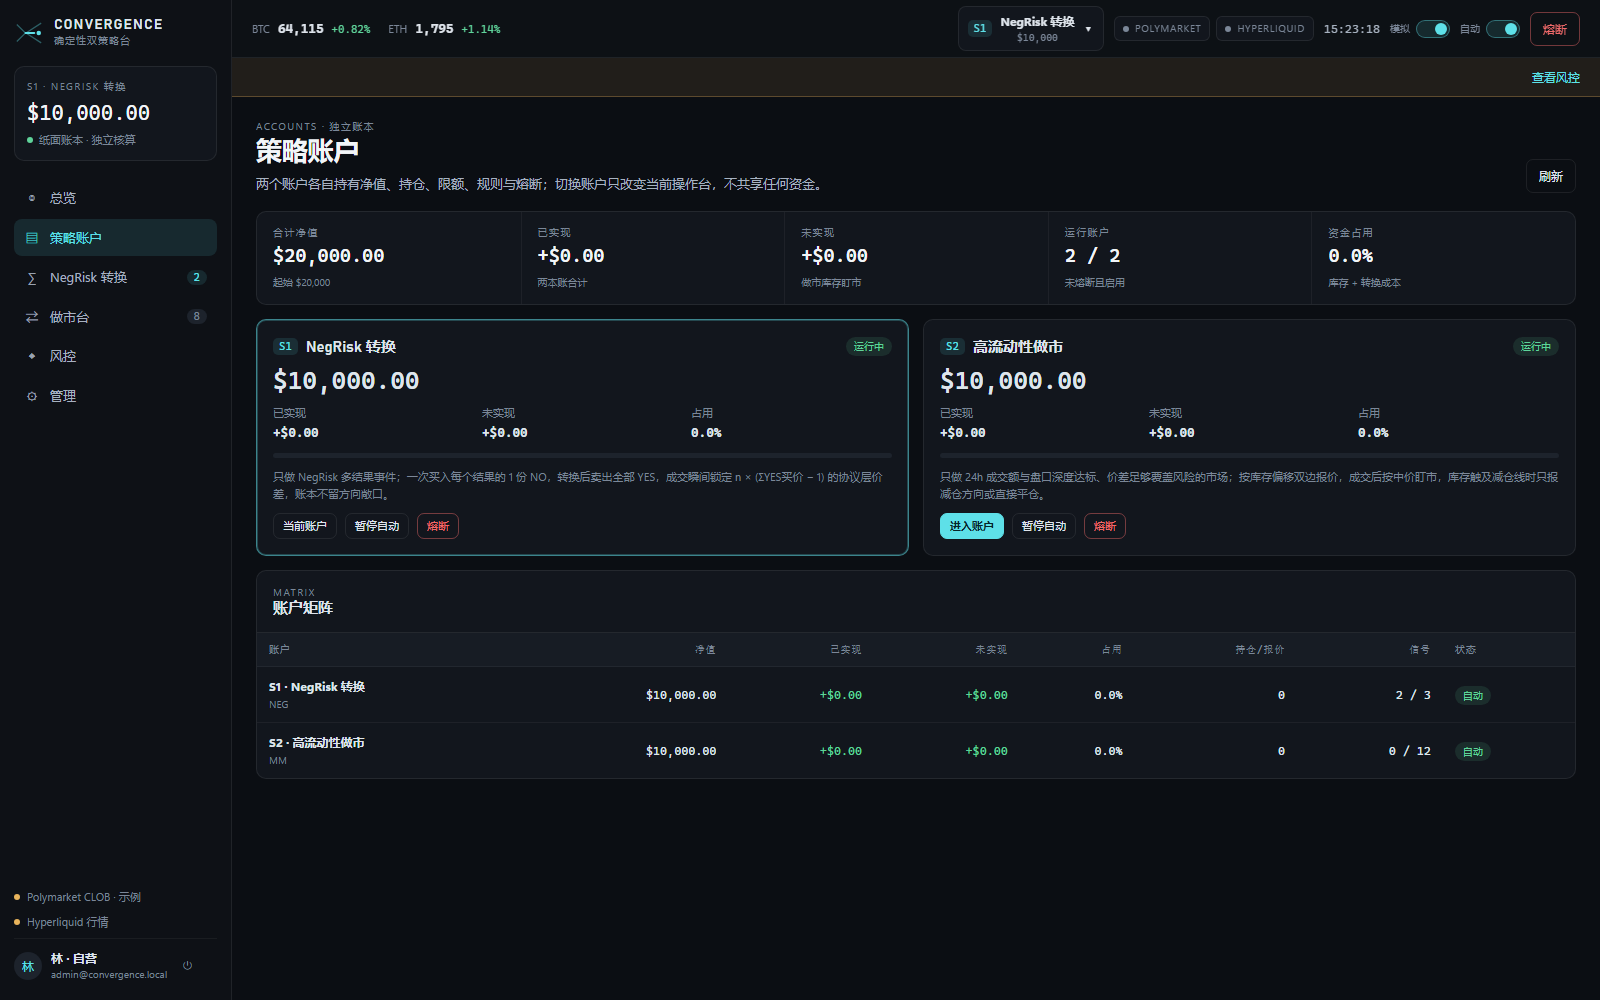 CONVERGENCE
确定性双策略台
BTC 64,115 +0.82% ETH 1,795 +1.14%
S1 NegRisk 转换 $10,000 ▾
POLYMARKET
HYPERLIQUID
15:23:18 模拟 自动 熔断
查看风控
S1 · NEGRISK 转换
$10,000.00
纸面账本 · 独立核算
总览
策略账户
NegRisk 转换 2
做市台 8
风控
管理
Polymarket CLOB · 示例
Hyperliquid 行情
林 林 · 自营
admin@convergence.local
ACCOUNTS · 独立账本
策略账户
两个账户各自持有净值、持仓、限额、规则与熔断；切换账户只改变当前操作台，不共享任何资金。
刷新
合计净值 已实现 未实现 运行账户 资金占用
$20,000.00 +$0.00 +$0.00 2 / 2 0.0%
起始 $20,000 两本账合计 做市库存盯市 未熔断且启用 库存 + 转换成本
S1 NegRisk 转换 运行中
$10,000.00
已实现 未实现 占用
+$0.00 +$0.00 0.0%
只做 NegRisk 多结果事件；一次买入每个结果的 1 份 NO，转换后卖出全部 YES，成交瞬间锁定 n × (ΣYES买价 − 1) 的协议层价
差，账本不留方向敞口。
当前账户 暂停自动 熔断
S2 高流动性做市 运行中
$10,000.00
已实现 未实现 占用
+$0.00 +$0.00 0.0%
只做 24h 成交额与盘口深度达标、价差足够覆盖风险的市场；按库存偏移双边报价，成交后按中价盯市，库存触及减仓线时只报
减仓方向或直接平仓。
进入账户 暂停自动 熔断
MATRIX
账户矩阵
账户 净值 已实现 未实现 占用 持仓/报价 信号 状态
S1 · NegRisk 转换 $10,000.00 +$0.00 +$0.00 0.0% 0 2 / 3 自动
NEG
S2 · 高流动性做市 $10,000.00 +$0.00 +$0.00 0.0% 0 0 / 12 自动
MM